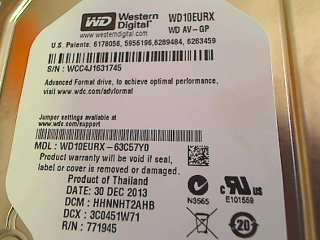 WD Western Digital® WD10EURX
www.westerndigital.com WD AV-GP
U.S. Patents: 6178056, 5956196,6289484, 6263459
S/N : WCC4J1631745
Advanced Format drive, to achieve optimal performance,
visit www.wdc.com/advformat
Jumper settings available at
www.wdc.com/support
MDL : WD10EURX-63C57Y0
Product warranty will be void if seal,
label or cover is removed or damaged.
Product of Thailand
DATE: 30 DEC 2013
DCM : HHNNHT2AHB
DCX : 3C0451W71
R/N : 771945
N3565
c RU US
E101559
20